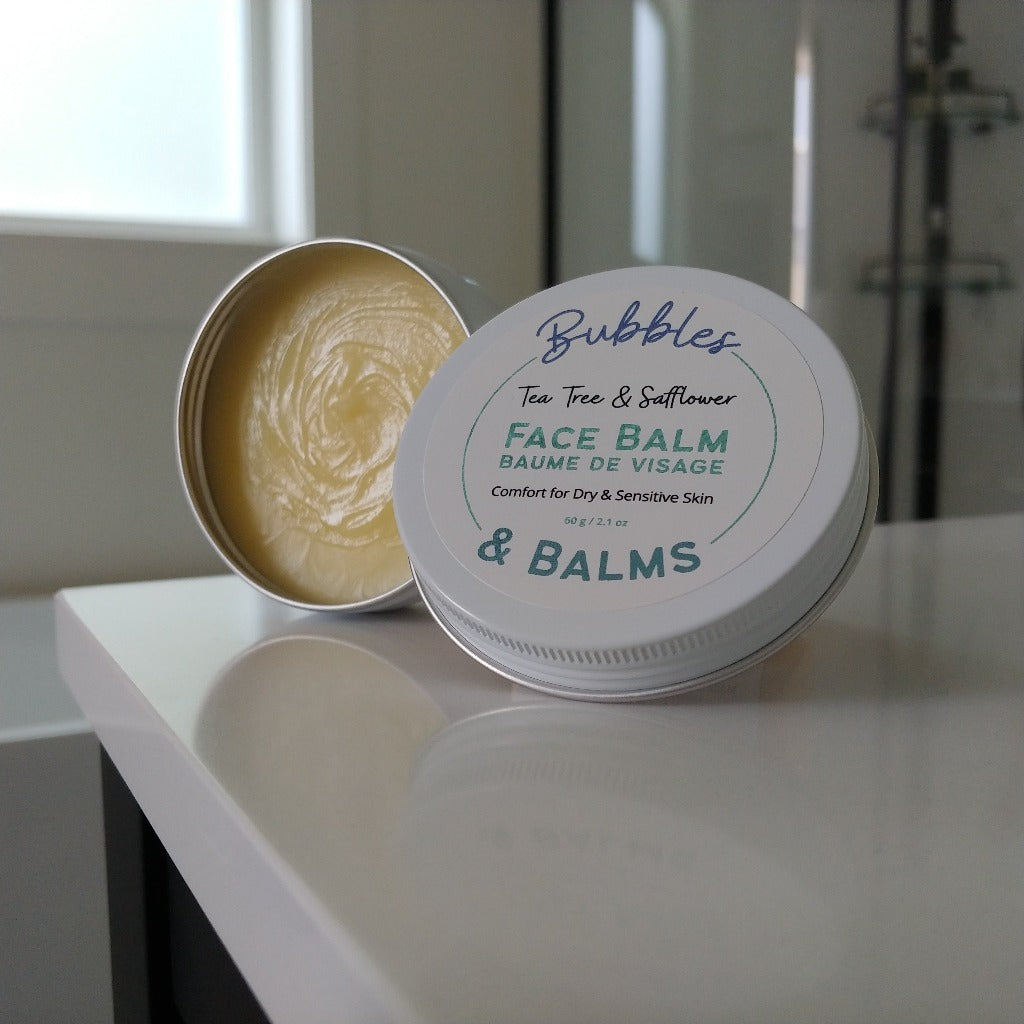 Bubbles
Tea Tree & Safflower
FACE BALM
BAUME DE VISAGE
Comfort for Dry & Sensitive Skin
60 g / 2.1 oz
& BALMS